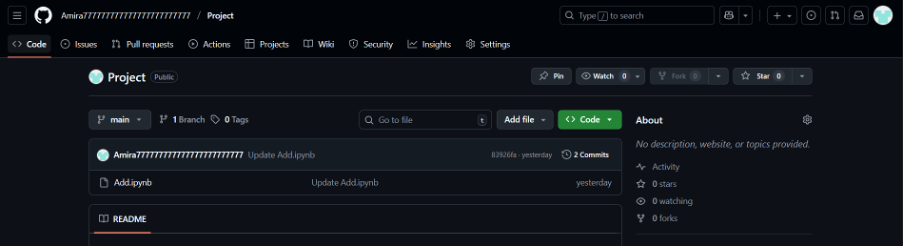 Amira7777777777777777777777777 / Project
Type / to search
Code Issues Pull requests Actions Projects Wiki Security Insights Settings
Project Public
Pin Watch 0 Fork 0 Star 0
main 1 Branch 0 Tags Go to file t Add file Code
About
No description, website, or topics provided.
Amira7777777777777777777777777 Update Add.ipynb 83926fa · yesterday 2 Commits
Add.ipynb Update Add.ipynb yesterday
Activity
0 stars
0 watching
0 forks
README